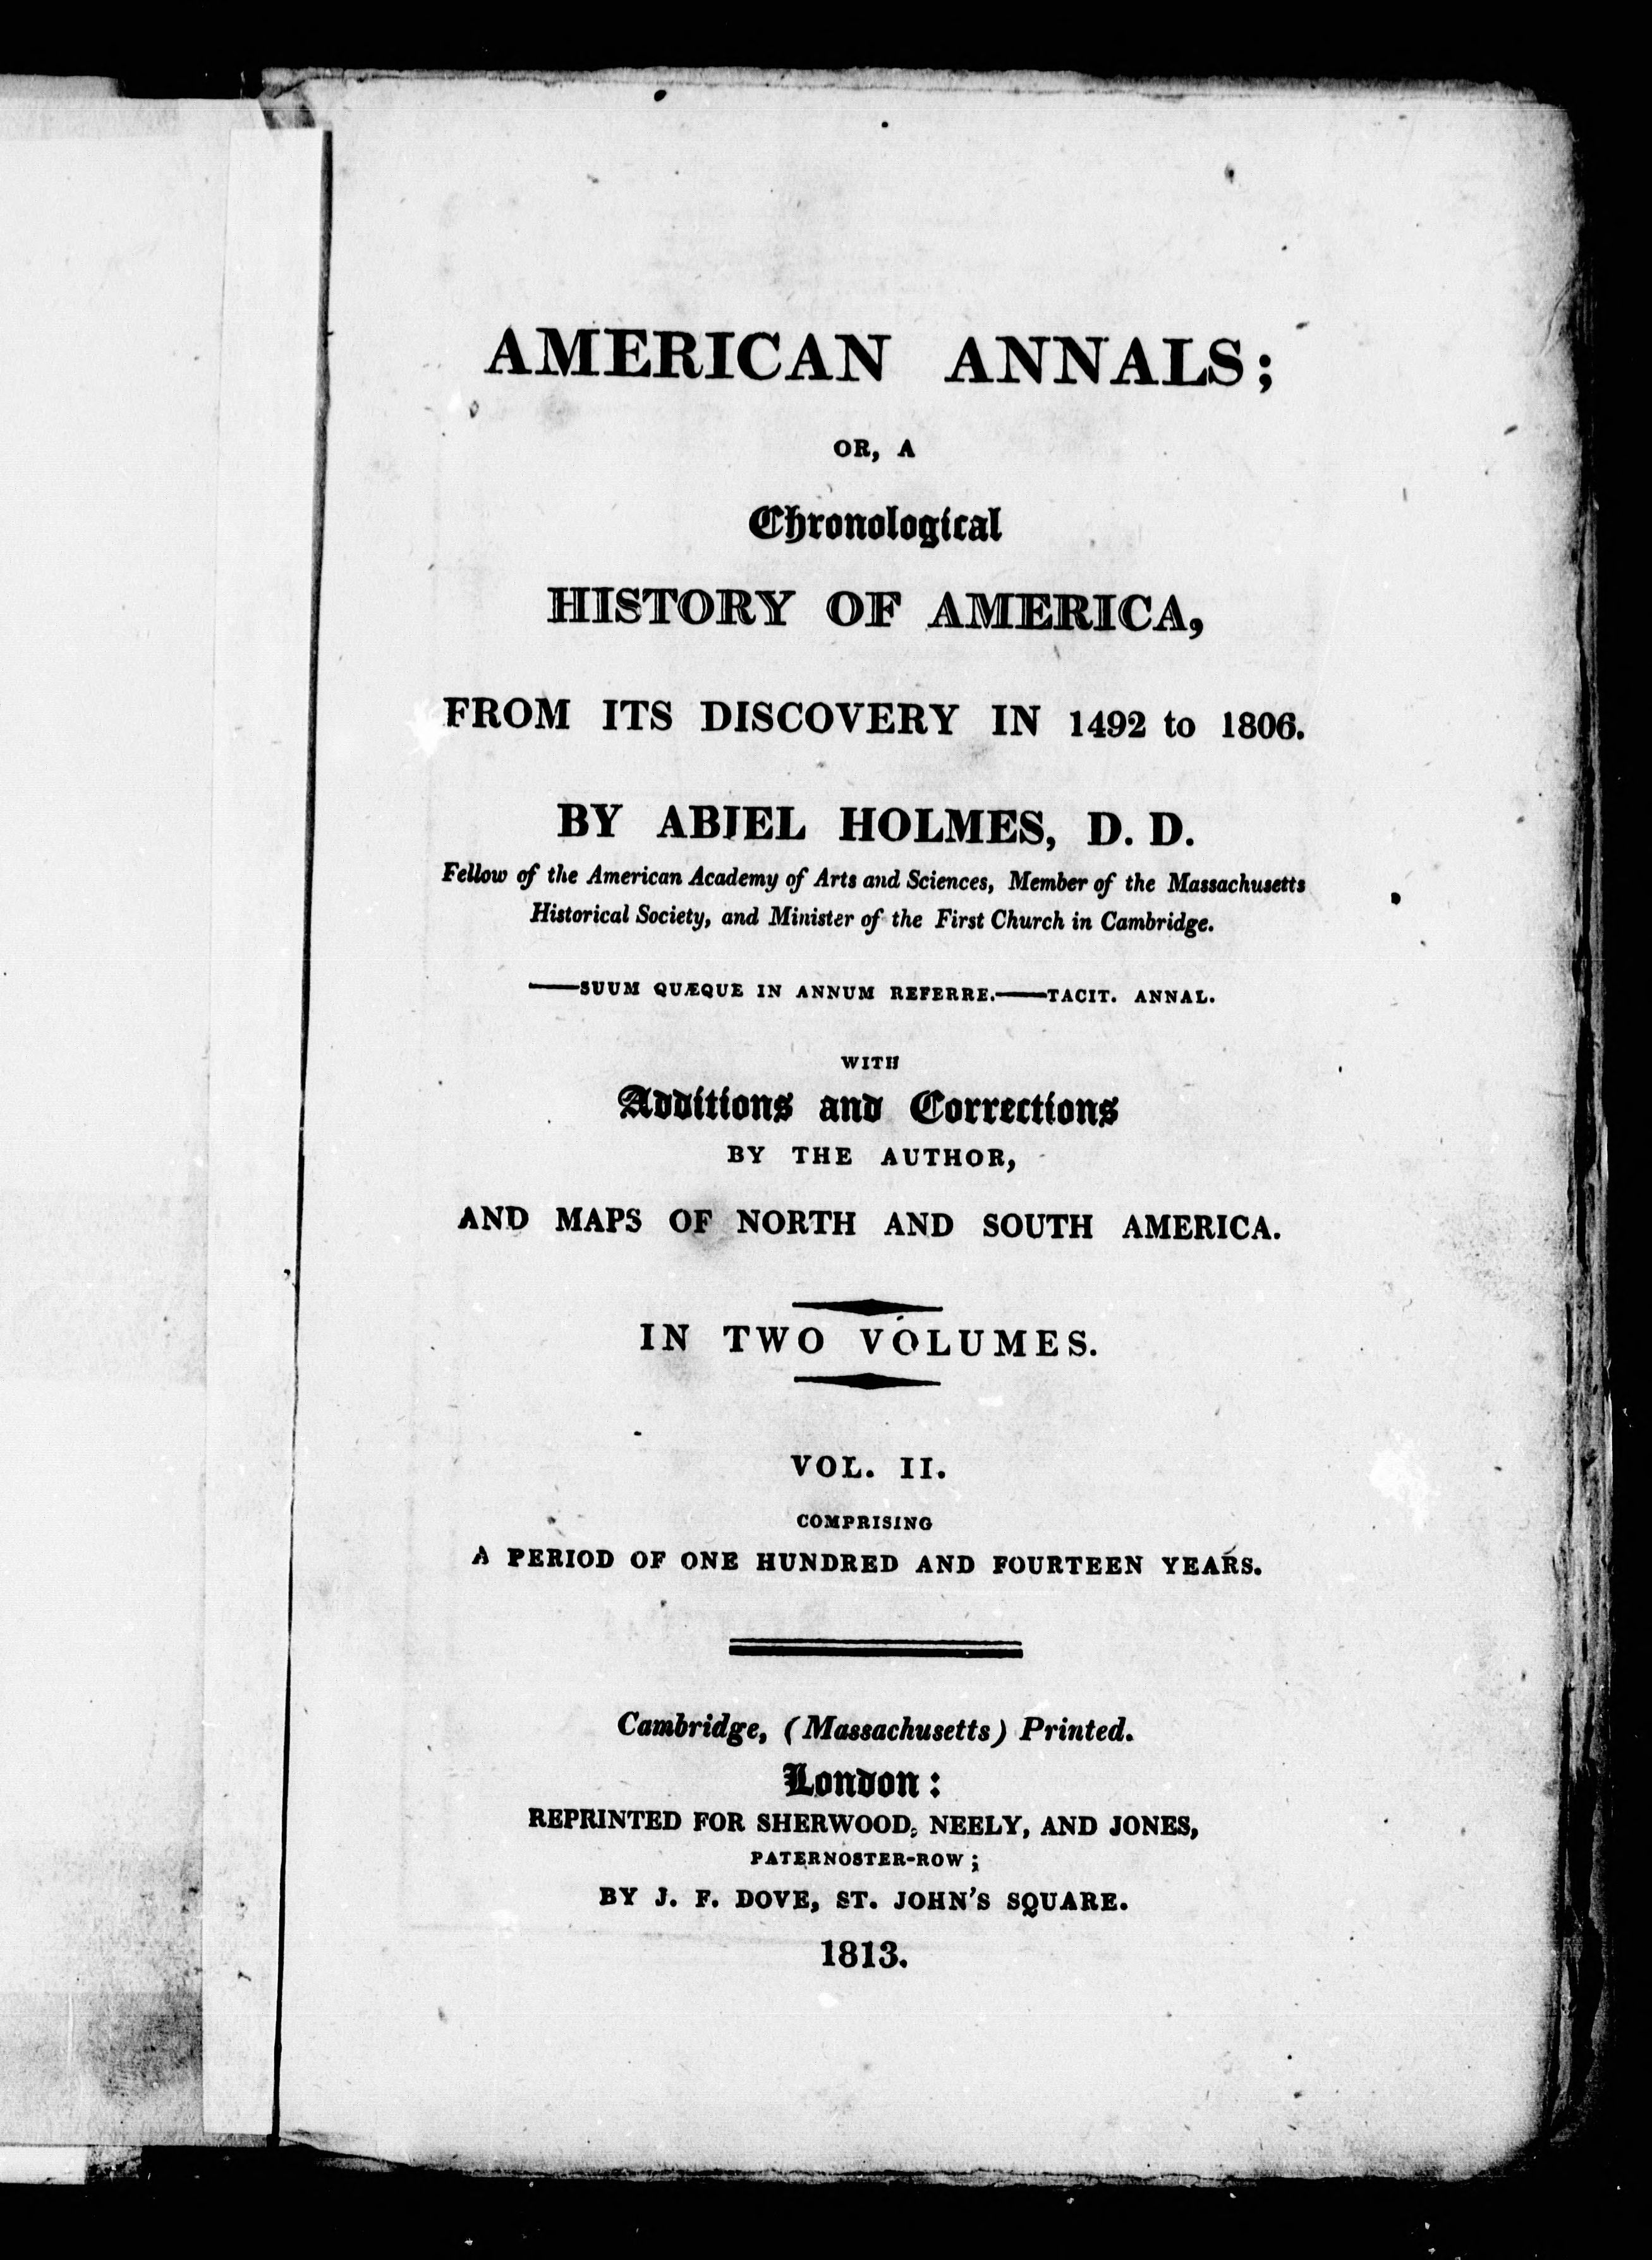 AMERICAN ANNALS;
OR, A
Chronological
HISTORY OF AMERICA,
FROM ITS DISCOVERY IN 1492 to 1806.
BY ABIEL HOLMES, D. D.
Fellow of the American Academy of Arts and Sciences, Member of the Massachusetts
Historical Society, and Minister of the First Church in Cambridge.
——SUUM QUÆQUE IN ANNUM REFERRE.——TACIT. ANNAL.
WITH
Additions and Corrections
BY THE AUTHOR,
AND MAPS OF NORTH AND SOUTH AMERICA.
IN TWO VOLUMES.
VOL. II.
COMPRISING
A PERIOD OF ONE HUNDRED AND FOURTEEN YEARS.
Cambridge, (Massachusetts) Printed.
London:
REPRINTED FOR SHERWOOD, NEELY, AND JONES,
PATERNOSTER-ROW;
BY J. F. DOVE, ST. JOHN'S SQUARE.
1813.